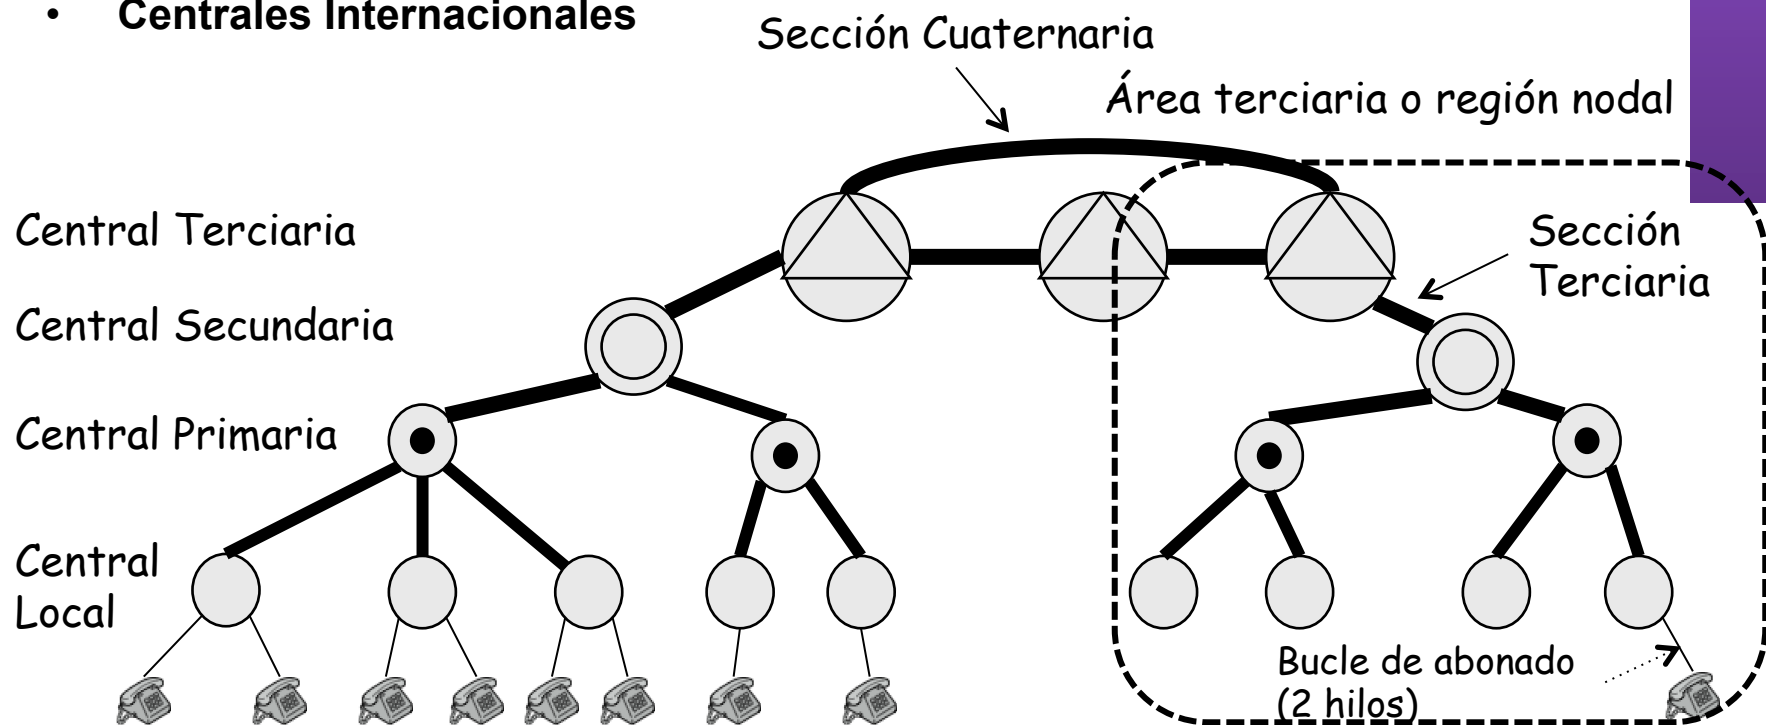 • Centrales Internacionales
Sección Cuaternaria
Área terciaria o región nodal
Central Terciaria
Sección
Terciaria
Central Secundaria
Central Primaria
Central
Local
Bucle de abonado
(2 hilos)